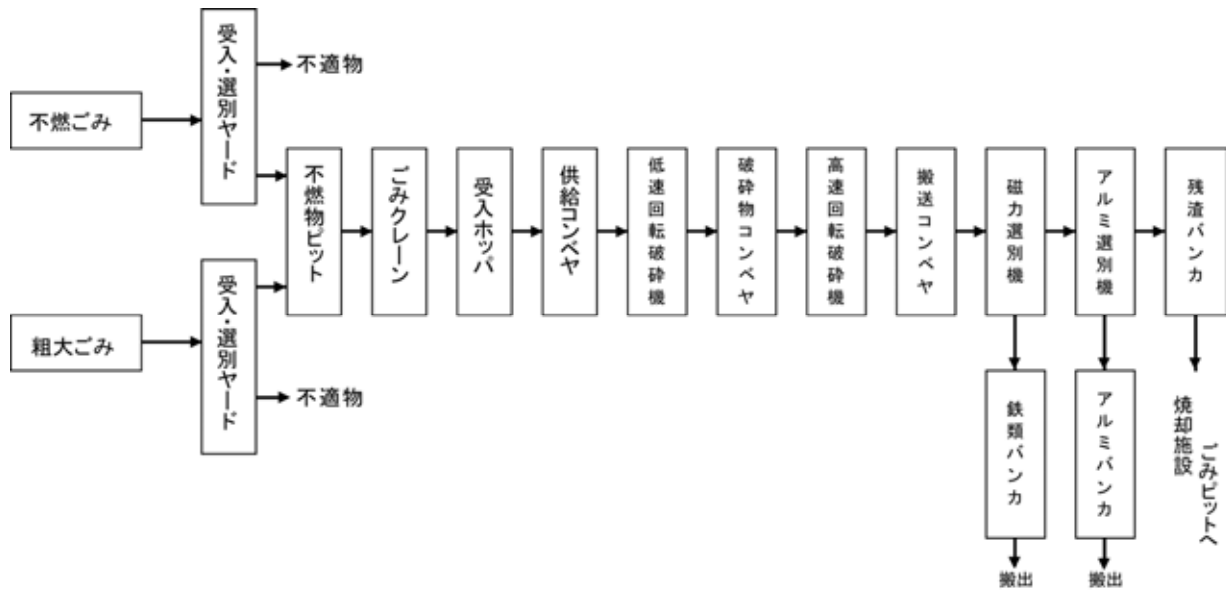 不燃ごみ
受入・選別ヤード
不適物
粗大ごみ
受入・選別ヤード
不適物
不燃物ピット
ごみクレーン
受入ホッパ
供給コンベヤ
低速回転破砕機
破砕物コンベヤ
高速回転破砕機
搬送コンベヤ
磁力選別機
アルミ選別機
残渣バンカ
鉄類バンカ
搬出
アルミバンカ
搬出
焼却施設
ごみピットへ